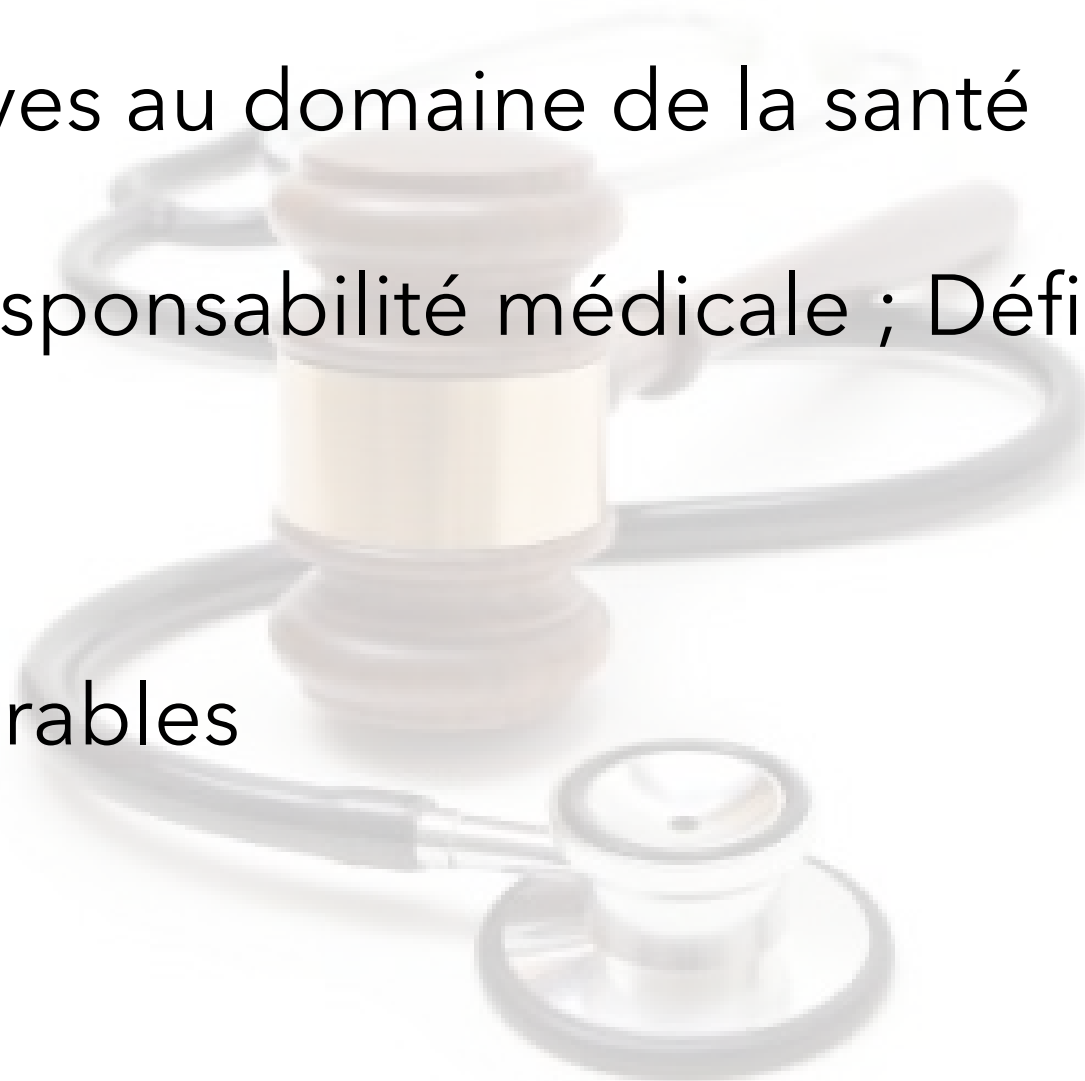 ves au domaine de la santé
sponsabilité médicale ; Défi
rables